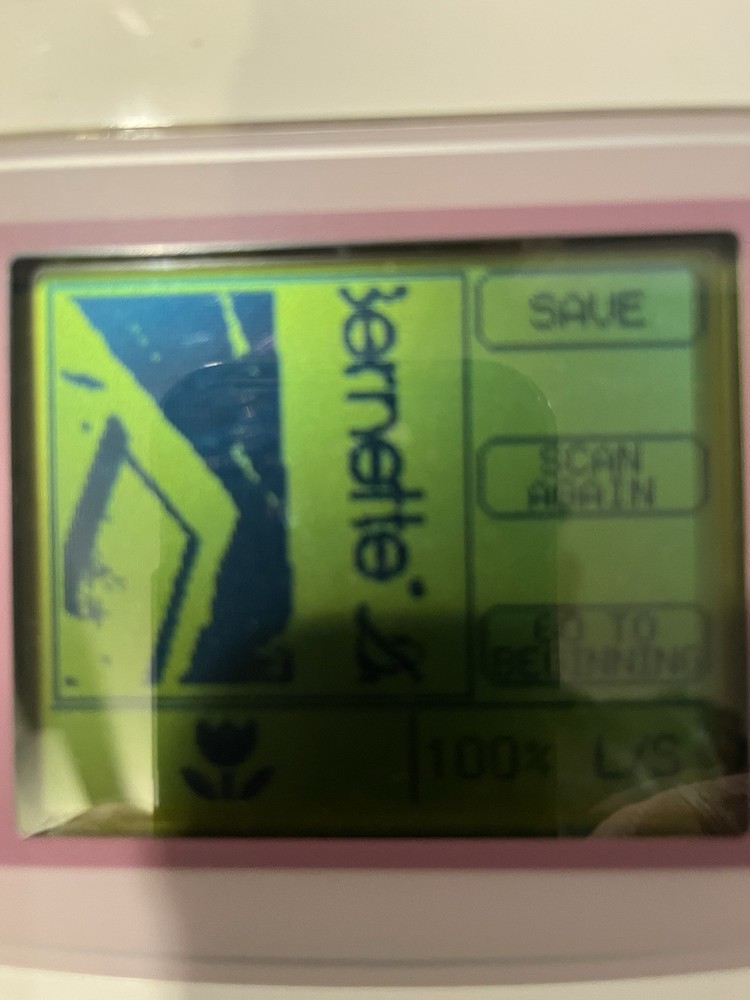 SAVE
SCAN
AGAIN
GO TO
BEGINNING
Bernette
100% L/S